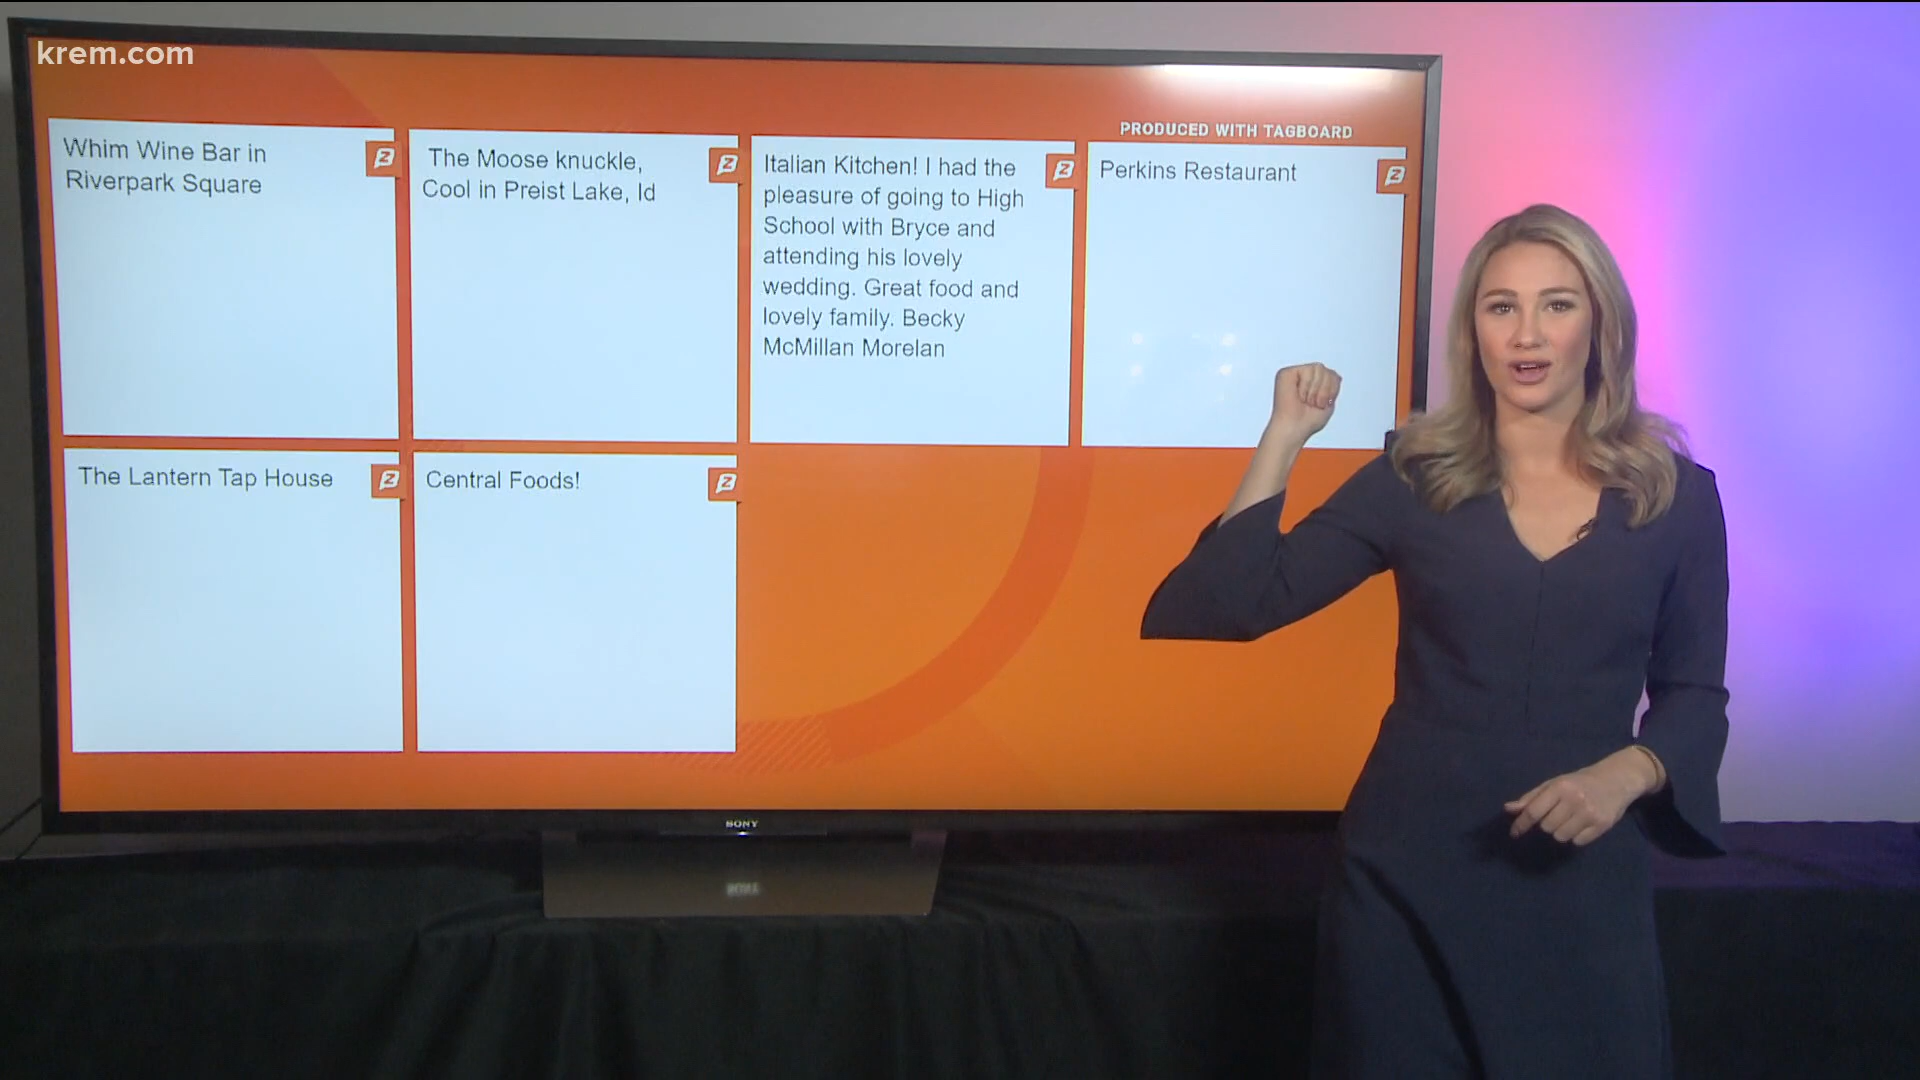 krem.com
PRODUCED WITH TAGBOARD
Whim Wine Bar in
Riverpark Square
The Moose knuckle,
Cool in Preist Lake, Id
Italian Kitchen! I had the
pleasure of going to High
School with Bryce and
attending his lovely
wedding. Great food and
lovely family. Becky
McMillan Morelan
Perkins Restaurant
The Lantern Tap House
Central Foods!
SONY